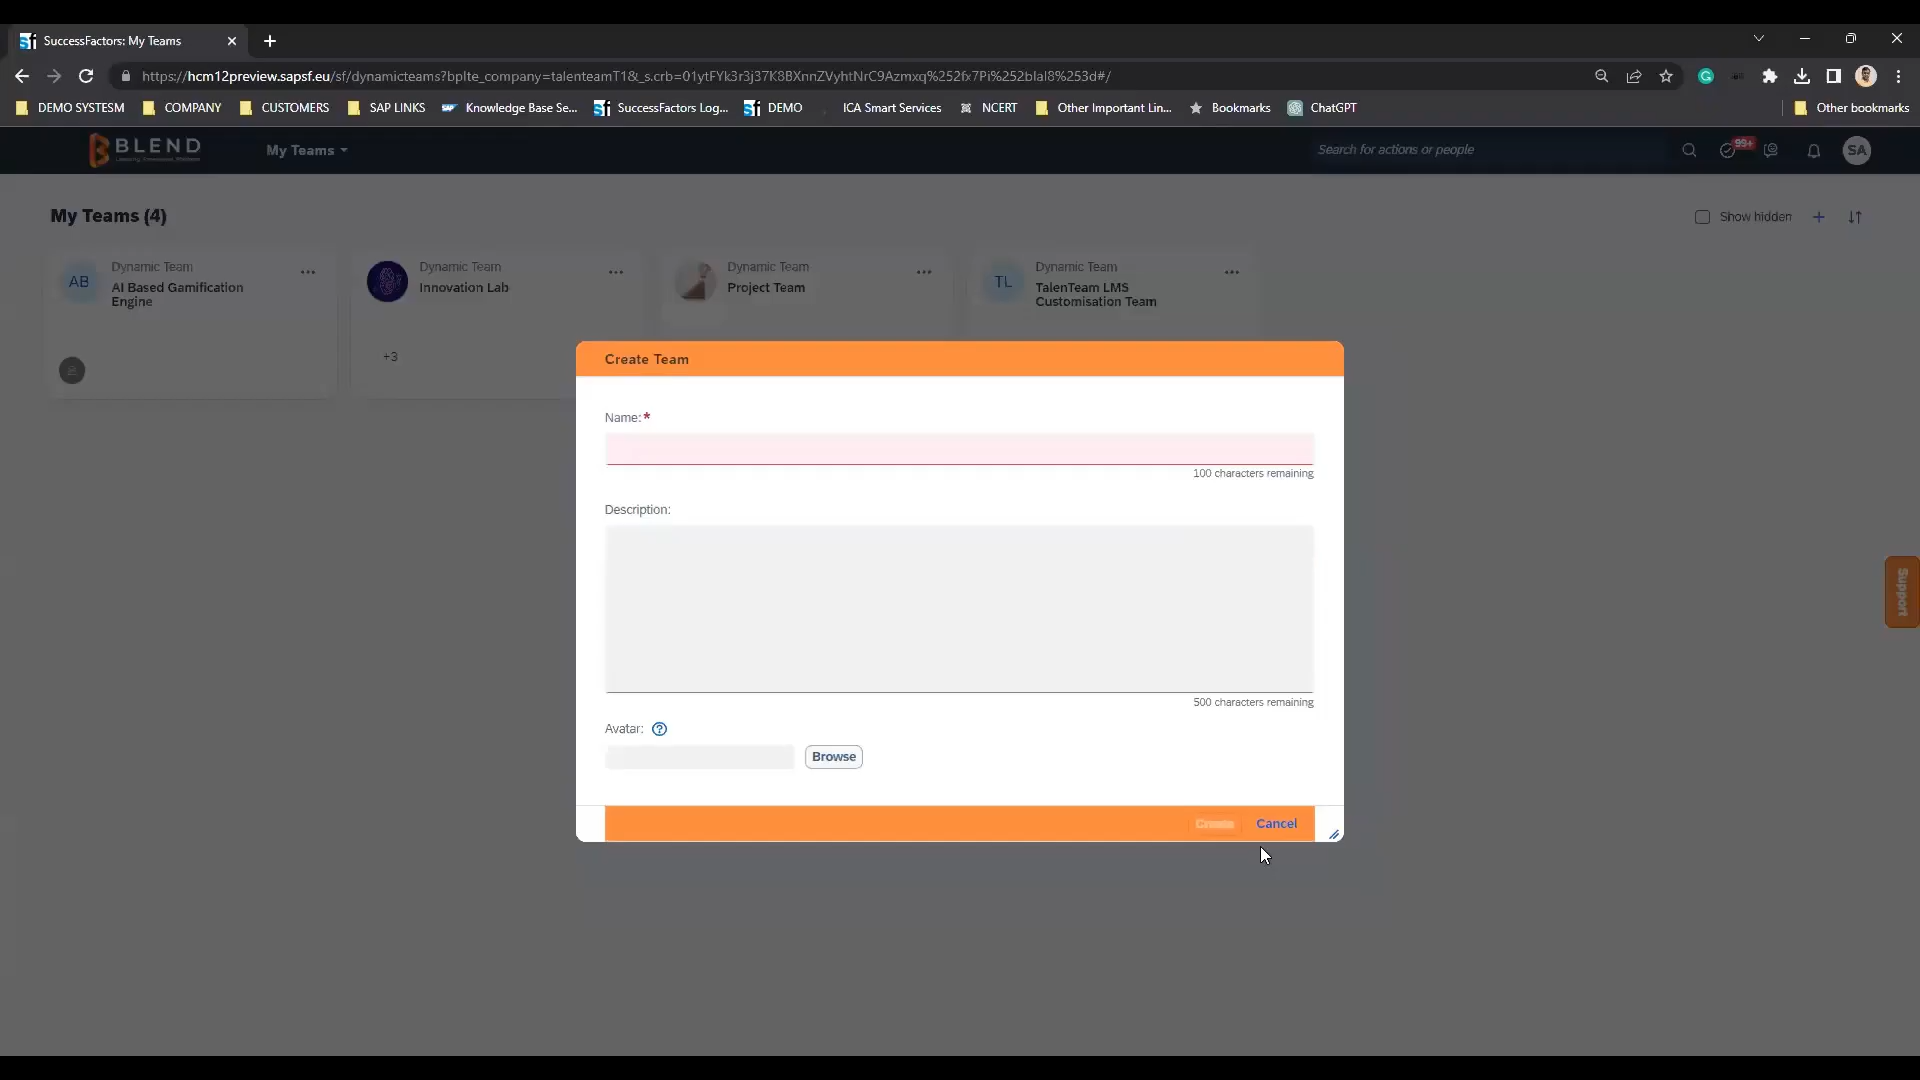 SuccessFactors: My Teams
https://hcm12preview.sapsf.eu/sf/dynamicteams?bplte_company=talenteamT1&_s.crb=01ytFYk3r3j37K8BXnnZVyhtNrC9Azmxq%252fx7Pi%252blal8%253d#/
DEMO SYSTESM COMPANY CUSTOMERS SAP LINKS Knowledge Base Se... SuccessFactors Log... DEMO ICA Smart Services NCERT Other Important Lin... Bookmarks ChatGPT Other bookmarks
BLEND My Teams Search for actions or people 99+ SA
My Teams (4) Show hidden
AB Dynamic Team
AI Based Gamification
Engine
Dynamic Team
Innovation Lab
+3
Dynamic Team
Project Team
TL Dynamic Team
TalenTeam LMS
Customisation Team
Create Team
Name:*
100 characters remaining
Description:
500 characters remaining
Avatar:
Browse
Create Cancel
Support